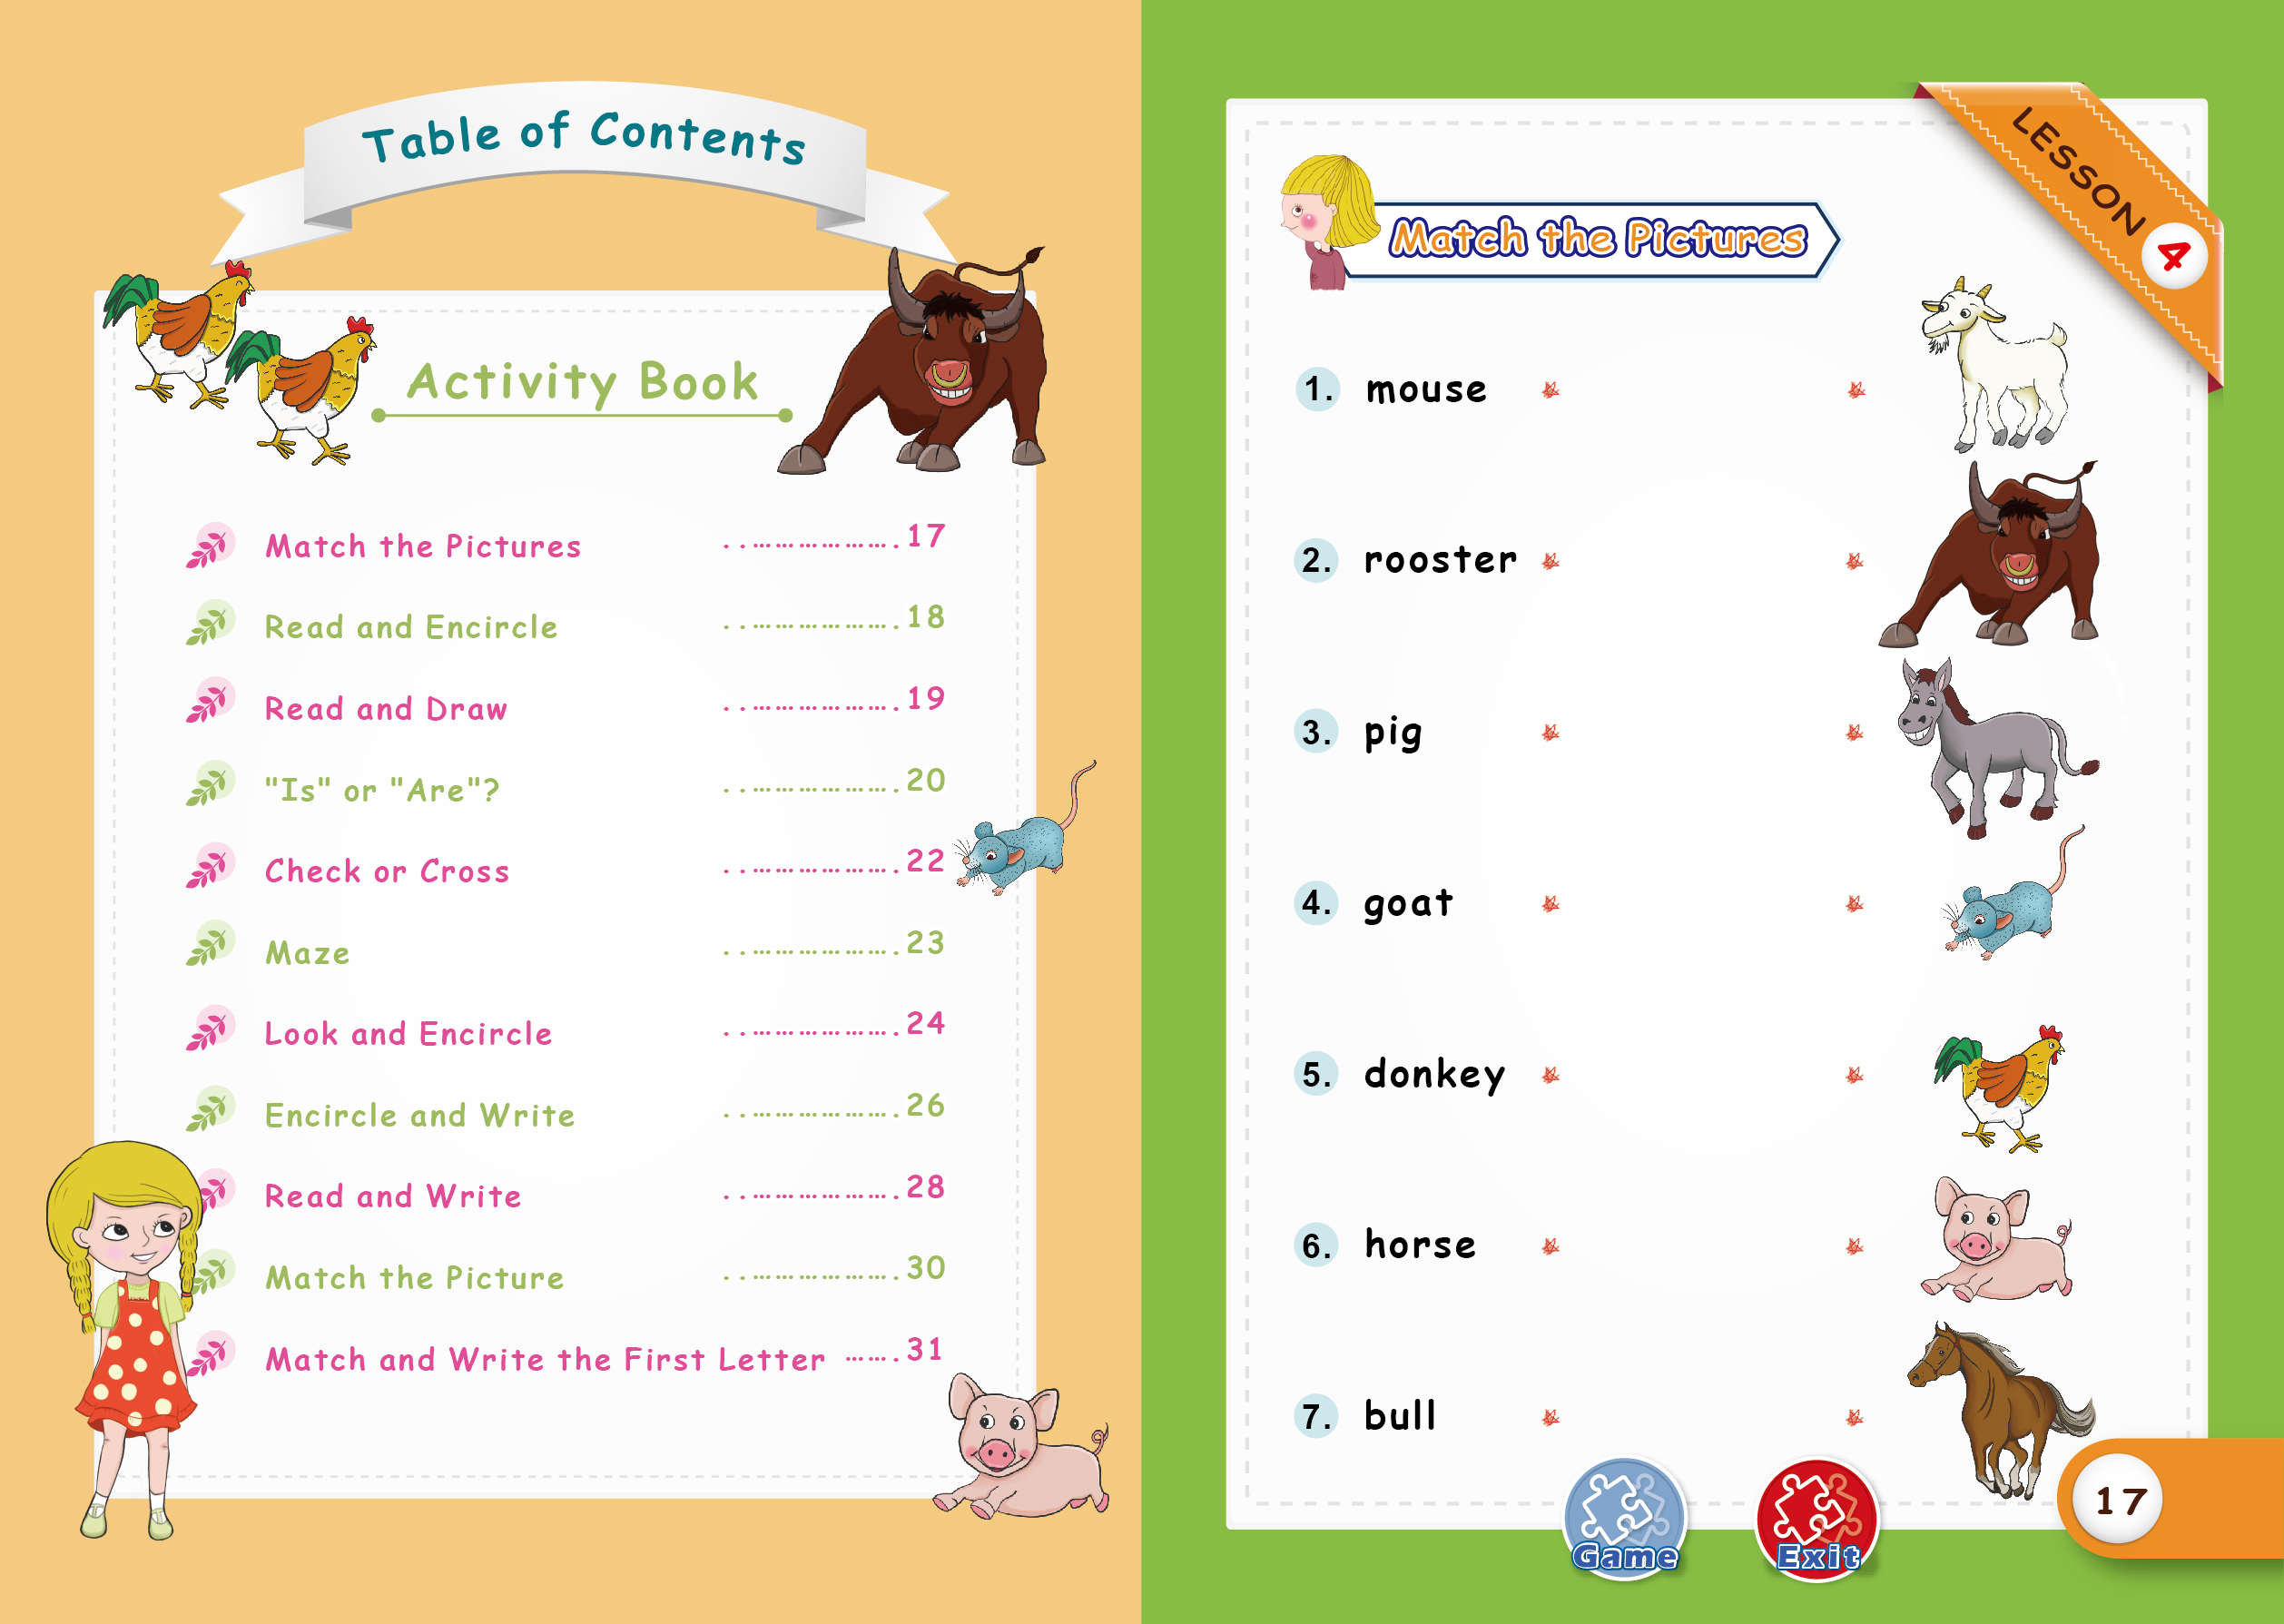 Table of Contents
Activity Book
Match the Pictures ..………………. 17
Read and Encircle ..………………. 18
Read and Draw ..………………. 19
"Is" or "Are"? ..………………. 20
Check or Cross ..………………. 22
Maze ..………………. 23
Look and Encircle ..………………. 24
Encircle and Write ..………………. 26
Read and Write ..………………. 28
Match the Picture ..………………. 30
Match and Write the First Letter ……. 31
LESSON 4
Match the Pictures
1. mouse
2. rooster
3. pig
4. goat
5. donkey
6. horse
7. bull
Game
Exit
17